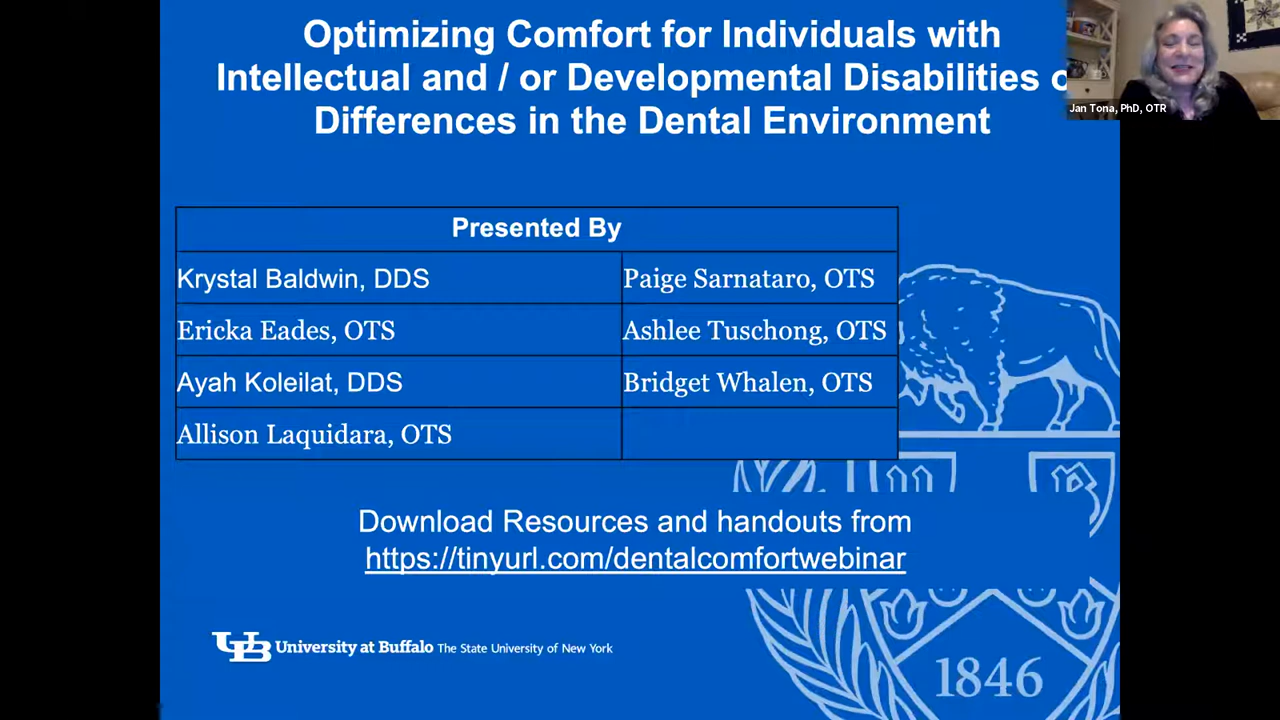 Optimizing Comfort for Individuals with
Intellectual and / or Developmental Disabilities
Differences in the Dental Environment
Jan Tona, PhD, OTR
Presented By
Krystal Baldwin, DDS
Paige Sarnataro, OTS
Ericka Eades, OTS
Ashlee Tuschong, OTS
Ayah Koleilat, DDS
Bridget Whalen, OTS
Allison Laquidara, OTS
Download Resources and handouts from
https://tinyurl.com/dentalcomfortwebinar
UB University at Buffalo The State University of New York
1846